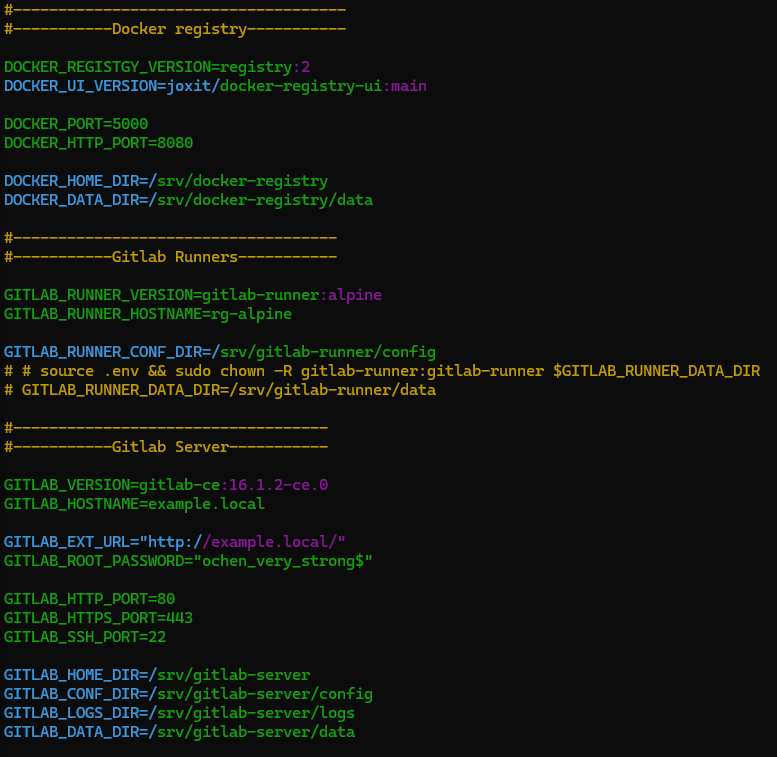 #-------------------------------------
#-----------Docker registry-----------
DOCKER_REGISTGY_VERSION=registry:2
DOCKER_UI_VERSION=joxit/docker-registry-ui:main
DOCKER_PORT=5000
DOCKER_HTTP_PORT=8080
DOCKER_HOME_DIR=/srv/docker-registry
DOCKER_DATA_DIR=/srv/docker-registry/data
#------------------------------------
#-----------Gitlab Runners-----------
GITLAB_RUNNER_VERSION=gitlab-runner:alpine
GITLAB_RUNNER_HOSTNAME=rg-alpine
GITLAB_RUNNER_CONF_DIR=/srv/gitlab-runner/config
# # source .env && sudo chown -R gitlab-runner:gitlab-runner $GITLAB_RUNNER_DATA_DIR
# GITLAB_RUNNER_DATA_DIR=/srv/gitlab-runner/data
#-----------------------------------
#-----------Gitlab Server-----------
GITLAB_VERSION=gitlab-ce:16.1.2-ce.0
GITLAB_HOSTNAME=example.local
GITLAB_EXT_URL="http://example.local/"
GITLAB_ROOT_PASSWORD="ochen_very_strong$"
GITLAB_HTTP_PORT=80
GITLAB_HTTPS_PORT=443
GITLAB_SSH_PORT=22
GITLAB_HOME_DIR=/srv/gitlab-server
GITLAB_CONF_DIR=/srv/gitlab-server/config
GITLAB_LOGS_DIR=/srv/gitlab-server/logs
GITLAB_DATA_DIR=/srv/gitlab-server/data